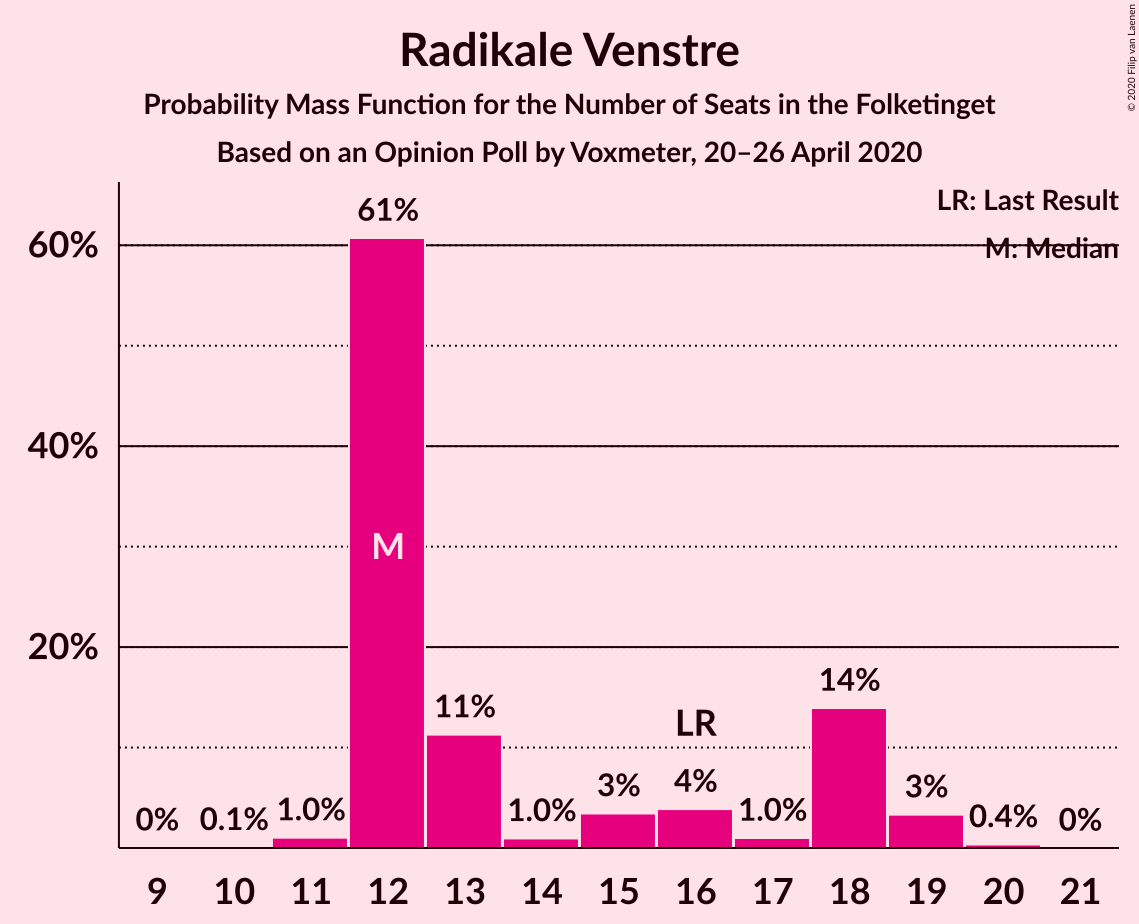 Radikale Venstre
Probability Mass Function for the Number of Seats in the Folketinget
Based on an Opinion Poll by Voxmeter, 20–26 April 2020
© 2020 Filip van Laenen
LR: Last Result
M: Median
60%
40%
20%
0%
0.1%
1.0%
61%
M
11%
1.0%
3%
LR
4%
1.0%
14%
3%
0.4%
0%
9 10 11 12 13 14 15 16 17 18 19 20 21